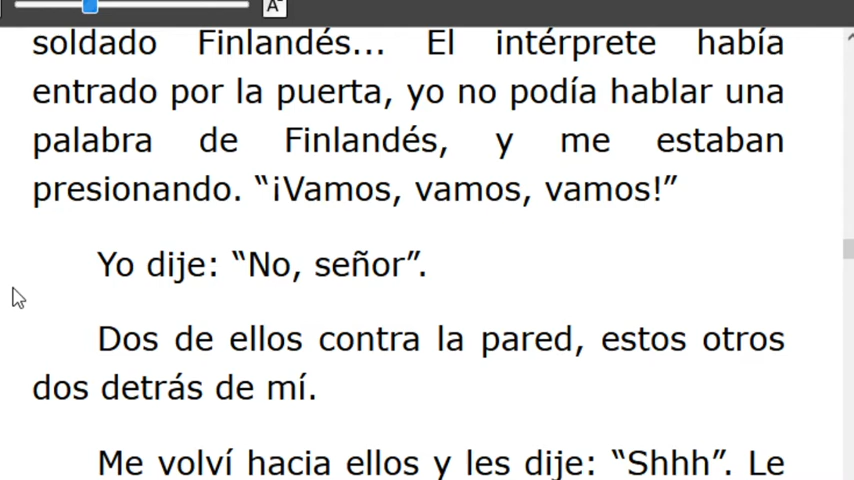 A
soldado Finlandés... El intérprete había
entrado por la puerta, yo no podía hablar una
palabra de Finlandés, y me estaban
presionando. “¡Vamos, vamos, vamos!”
Yo dije: “No, señor”.
Dos de ellos contra la pared, estos otros
dos detrás de mí.
Me volví hacia ellos y les dije: “Shhh”. Le